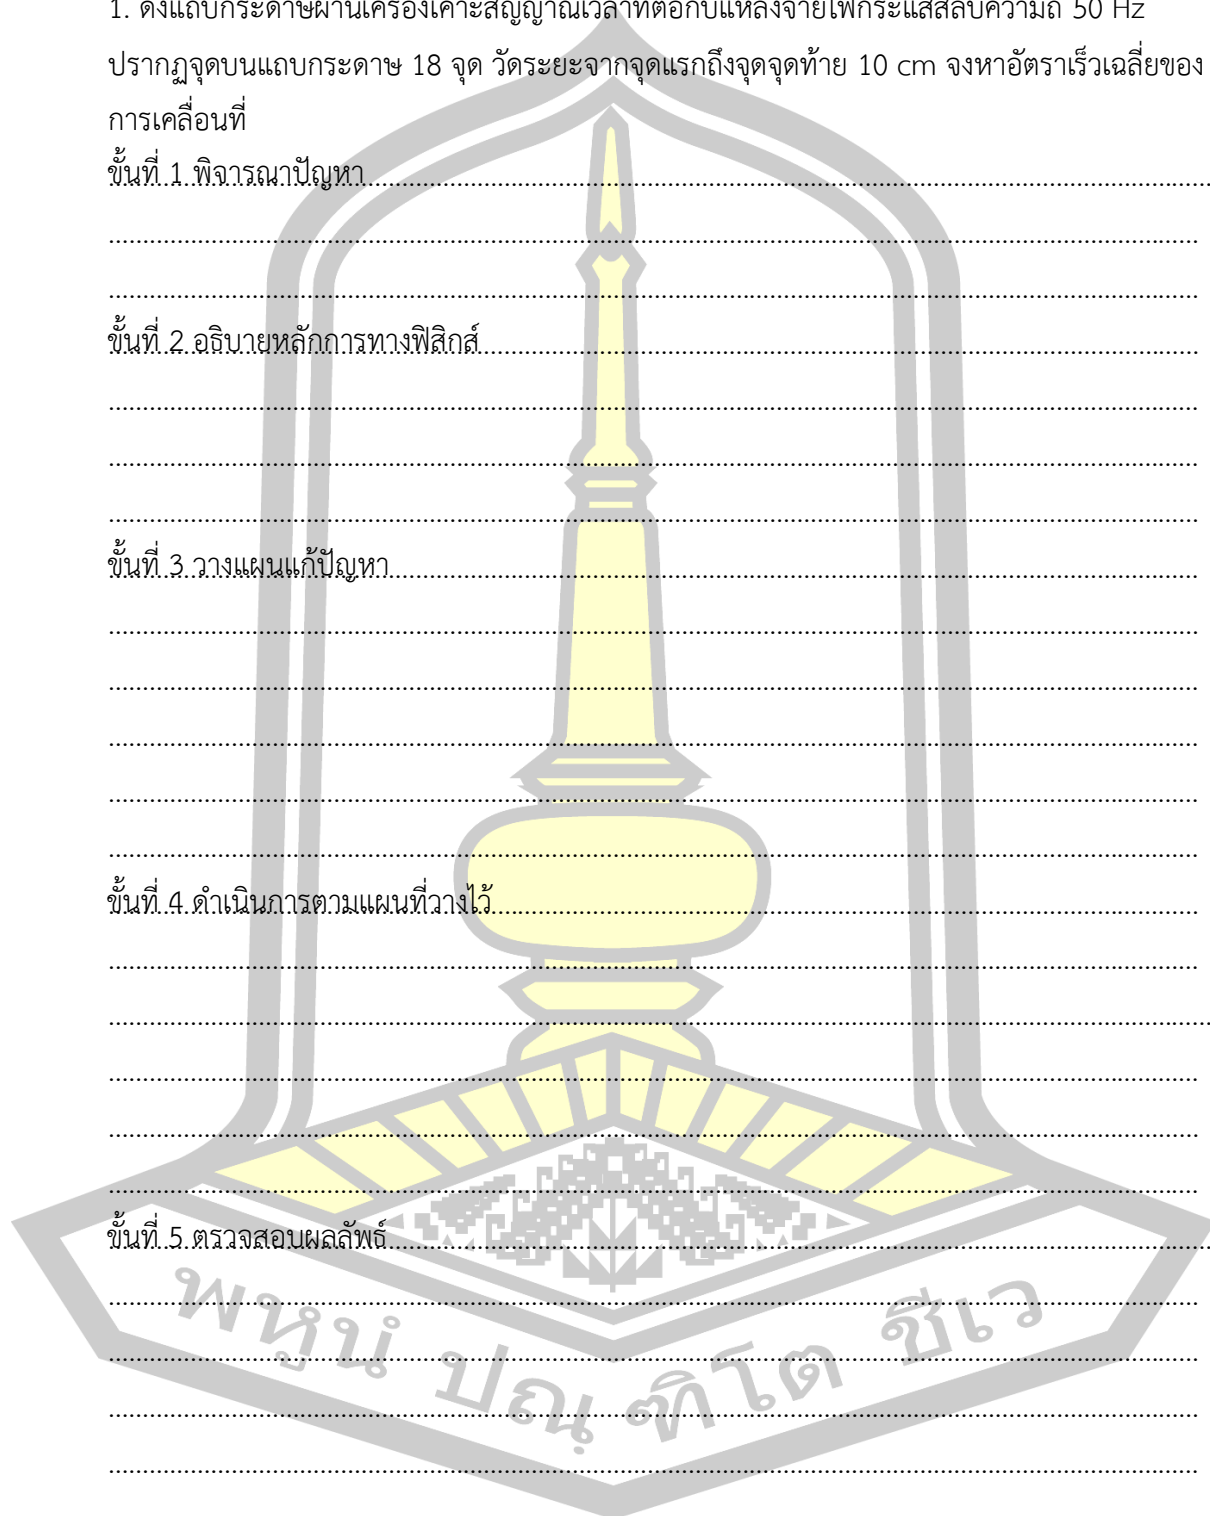 1. ดึงแถบกระดาษผ่านเครื่องเคาะสัญญาณเวลาที่ต่อกับแหล่งจ่ายไฟกระแสสลับความถี่ 50 Hz
ปรากฏจุดบนแถบกระดาษ 18 จุด วัดระยะจากจุดแรกถึงจุดจุดท้าย 10 cm จงหาอัตราเร็วเฉลี่ยของ
การเคลื่อนที่
ขั้นที่ 1 พิจารณาปัญหา
ขั้นที่ 2 อธิบายหลักการทางฟิสิกส์
ขั้นที่ 3 วางแผนแก้ปัญหา
ขั้นที่ 4 ดำเนินการตามแผนที่วางไว้
ขั้นที่ 5 ตรวจสอบผลลัพธ์
พหูนํ ปณฺฑิโต ชีเว